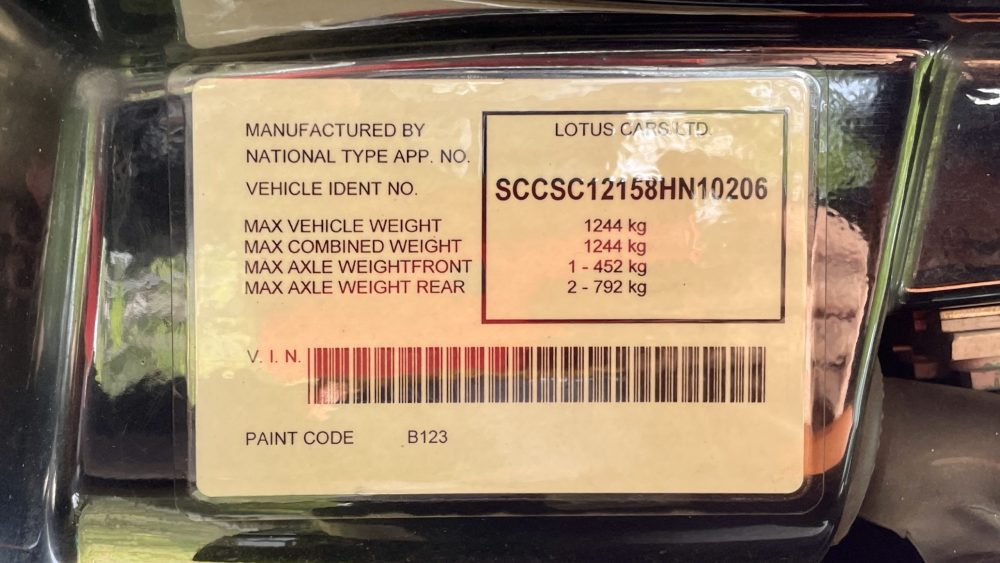 MANUFACTURED BY LOTUS CARS LTD.
NATIONAL TYPE APP. NO.
VEHICLE IDENT NO. SCCSC12158HN10206
MAX VEHICLE WEIGHT 1244 kg
MAX COMBINED WEIGHT 1244 kg
MAX AXLE WEIGHTFRONT 1 - 452 kg
MAX AXLE WEIGHT REAR 2 - 792 kg
V. I. N.
PAINT CODE B123